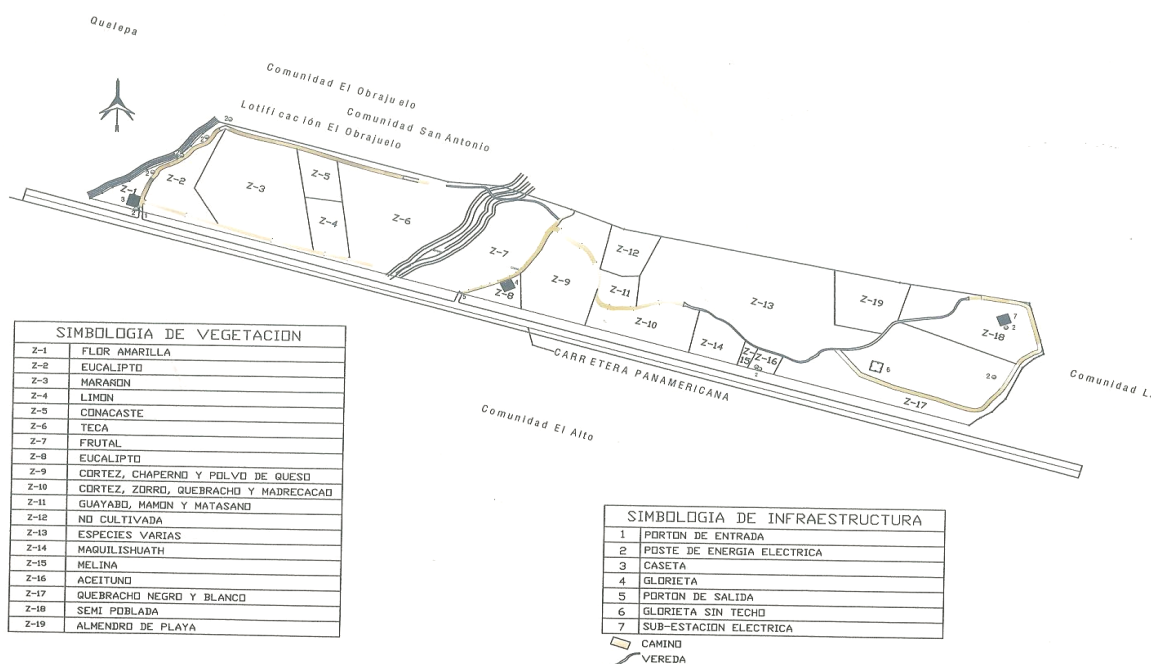 Quelepa
Comunidad El Obrajuelo
Comunidad San Antonio
Lotificación El Obrajuelo
Z-1
Z-2
Z-3
Z-5
Z-4
Z-6
Z-7
Z-8
Z-9
Z-12
Z-11
Z-10
Z-13
Z-14
Z-15
Z-16
Z-19
Z-18
Z-17
CARRETERA PANAMERICANA
Comunidad El Alto
SIMBOLOGIA DE VEGETACION
Z-1 FLOR AMARILLA
Z-2 EUCALIPTO
Z-3 MARAÑON
Z-4 LIMON
Z-5 CONACASTE
Z-6 TECA
Z-7 FRUTAL
Z-8 EUCALIPTO
Z-9 CORTEZ, CHAPERNO Y POLVO DE QUESO
Z-10 CORTEZ, ZORRO, QUEBRACHO Y MADRECACAO
Z-11 GUAYABO, MAMON Y MATASANO
Z-12 NO CULTIVADA
Z-13 ESPECIES VARIAS
Z-14 MAQUILISHUATH
Z-15 MELINA
Z-16 ACEITUNO
Z-17 QUEBRACHO NEGRO Y BLANCO
Z-18 SEMI POBLADA
Z-19 ALMENDRO DE PLAYA
SIMBOLOGIA DE INFRAESTRUCTURA
1 PORTON DE ENTRADA
2 POSTE DE ENERGIA ELECTRICA
3 CASETA
4 GLORIETA
5 PORTON DE SALIDA
6 GLORIETA SIN TECHO
7 SUB-ESTACION ELECTRICA
CAMINO
VEREDA